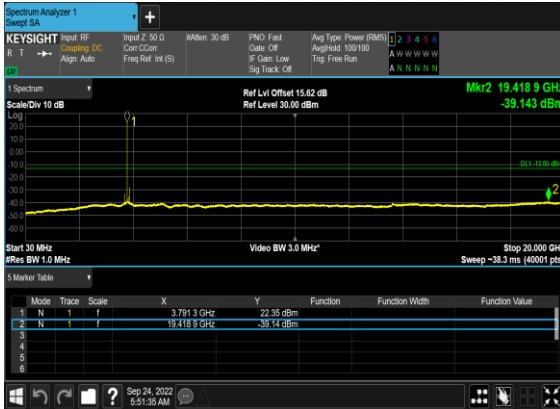 Spectrum Analyzer 1
Swept SA
+
KEYSIGHT Input: RF Input Z: 50 Ω #Atten: 30 dB PNO: Fast Avg Type: Power (RMS) 1 2 3 4 5 6
R T Coupling: DC Corr CCorr Gate: Off Avg|Hold: 100/100 A W W W W W
Align: Auto Freq Ref: Int (S) IF Gain: Low Trig: Free Run
Sig Track: Off A N N N N N
1 Spectrum
Ref Lvl Offset 15.62 dB Mkr2 19.418 9 GHz
Scale/Div 10 dB Ref Level 30.00 dBm -39.143 dBm
Log
1
20.0
10.0
0.00
-10.0
DL1 -13.00 dBm
-20.0
-30.0
2
-40.0
-50.0
-60.0
Start 30 MHz Video BW 3.0 MHz* Stop 20.000 GHz
#Res BW 1.0 MHz Sweep ~38.3 ms (40001 pts)
5 Marker Table
Mode Trace Scale X Y Function Function Width Function Value
1 N 1 f 3.791 3 GHz 22.35 dBm
2 N 1 f 19.418 9 GHz -39.14 dBm
3
4
5
6
? Sep 24, 2022
5:51:35 AM